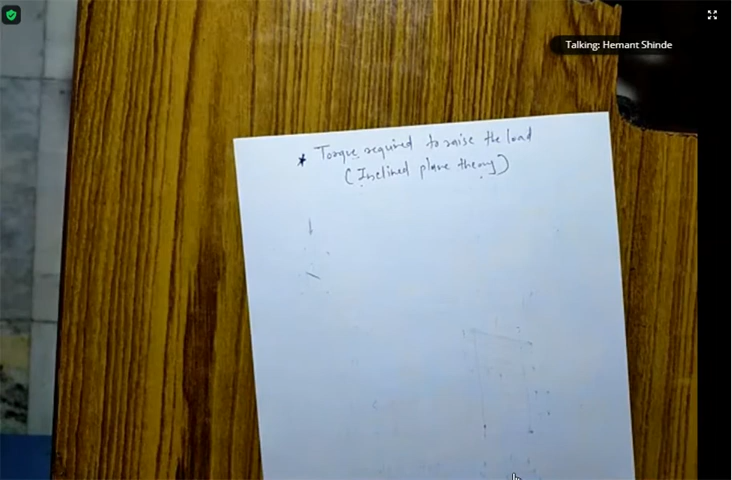 Talking: Hemant Shinde
* Torque required to raise the load
(Inclined plane theory)